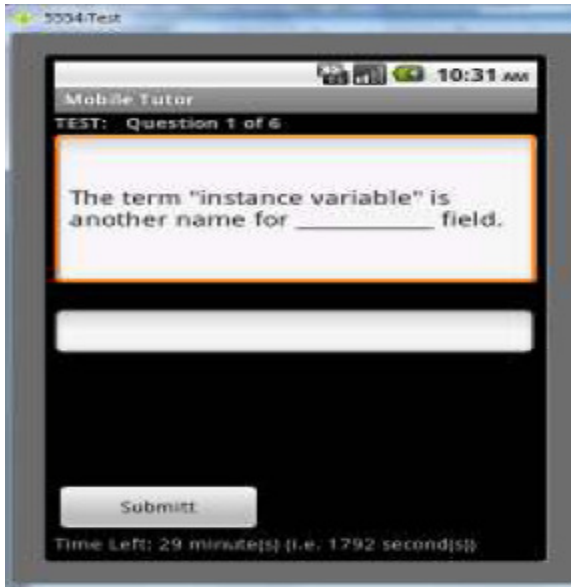 5554:Test
10:31 AM
Mobile Tutor
TEST: Question 1 of 6
The term "instance variable" is
another name for ____________ field.
Submitt
Time Left: 29 minute(s) (i.e. 1792 second(s))